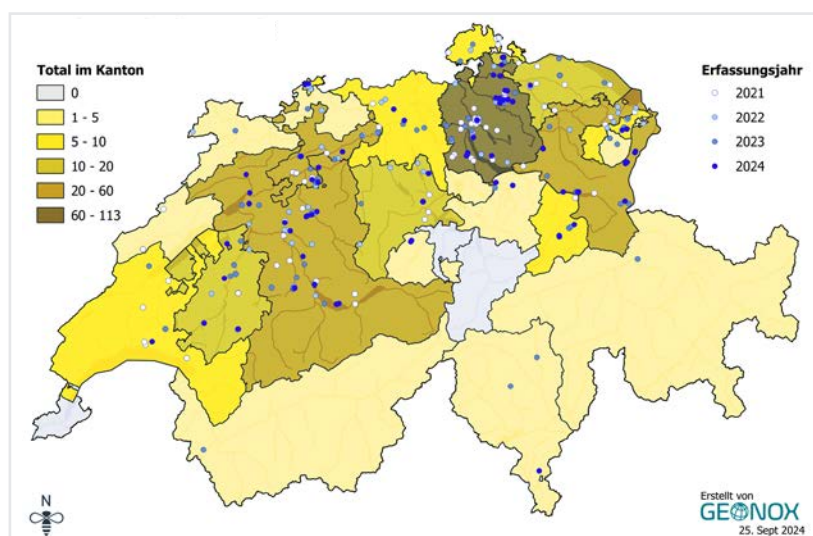 Total im Kanton
0
1 - 5
5 - 10
10 - 20
20 - 60
60 - 113
Erfassungsjahr
2021
2022
2023
2024
N
Erstellt von
GEONOX
25. Sept 2024